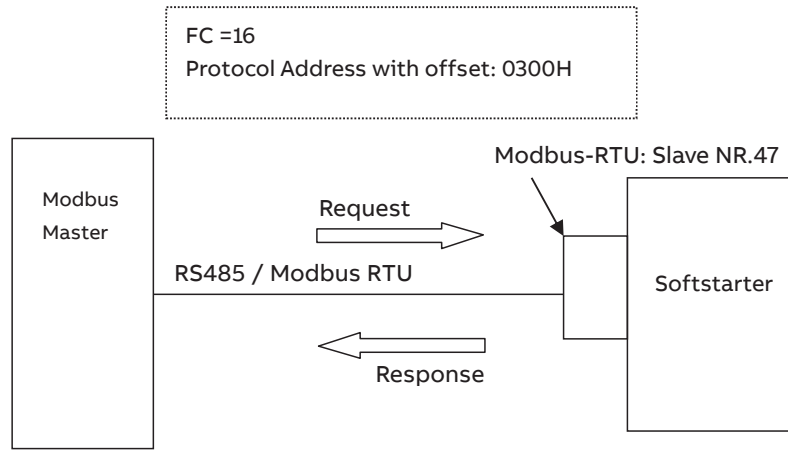 FC =16
Protocol Address with offset: 0300H
Modbus-RTU: Slave NR.47
Modbus
Master
Request
RS485 / Modbus RTU
Softstarter
Response